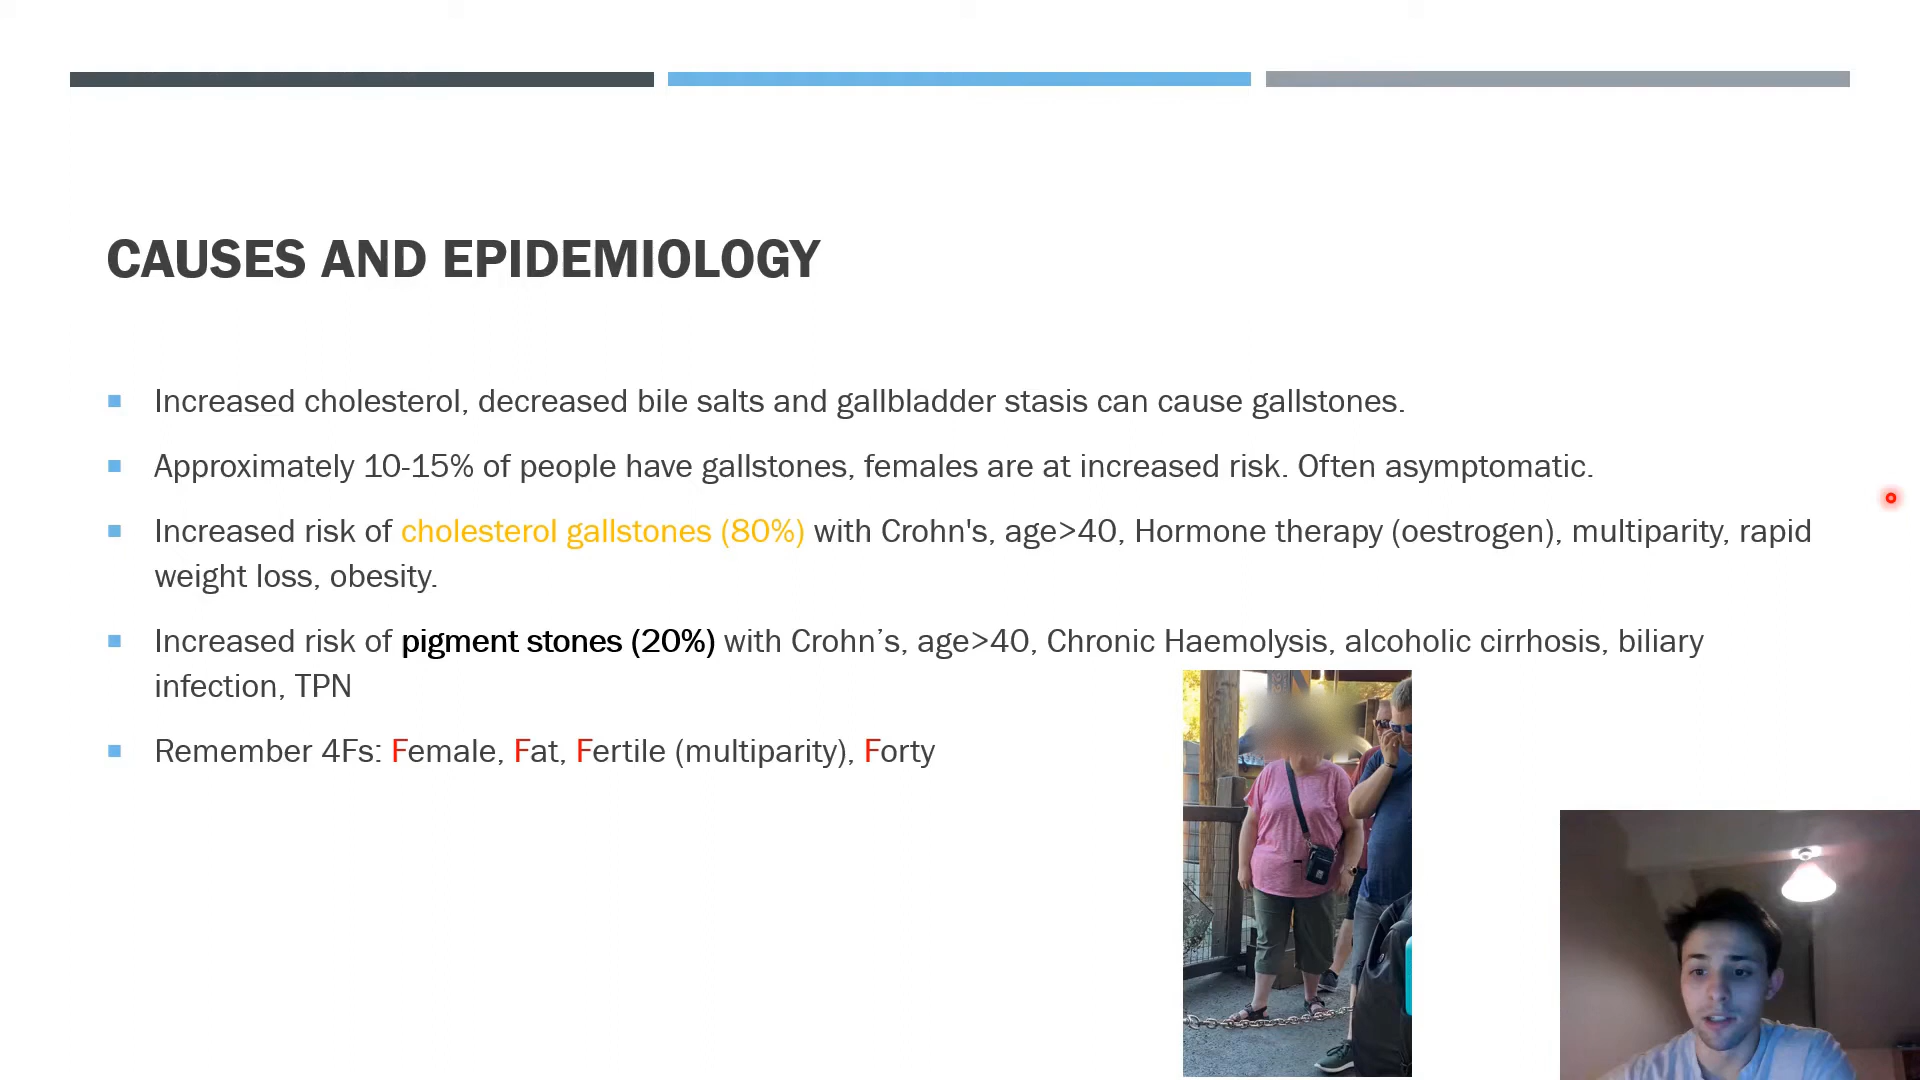 CAUSES AND EPIDEMIOLOGY
Increased cholesterol, decreased bile salts and gallbladder stasis can cause gallstones.
Approximately 10-15% of people have gallstones, females are at increased risk. Often asymptomatic.
Increased risk of cholesterol gallstones (80%) with Crohn's, age>40, Hormone therapy (oestrogen), multiparity, rapid
weight loss, obesity.
Increased risk of pigment stones (20%) with Crohn’s, age>40, Chronic Haemolysis, alcoholic cirrhosis, biliary
infection, TPN
Remember 4Fs: Female, Fat, Fertile (multiparity), Forty